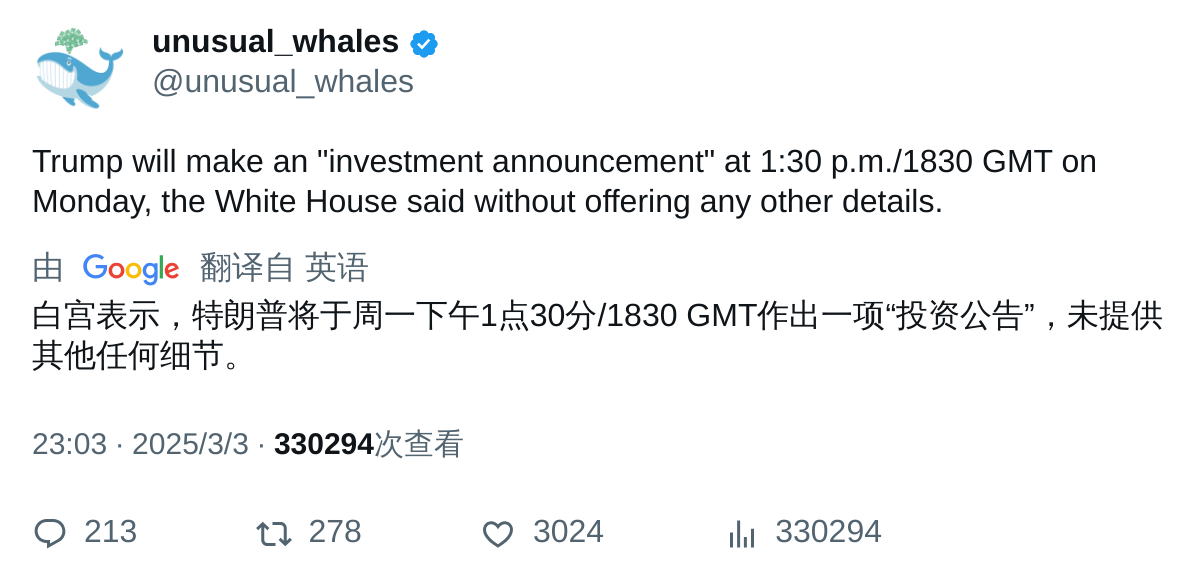 unusual_whales
@unusual_whales
Trump will make an "investment announcement" at 1:30 p.m./1830 GMT on
Monday, the White House said without offering any other details.
由 Google 翻译自 英语
白宫表示，特朗普将于周一下午1点30分/1830 GMT作出一项“投资公告”，未提供
其他任何细节。
23:03 · 2025/3/3 · 330294次查看
213 278 3024 330294